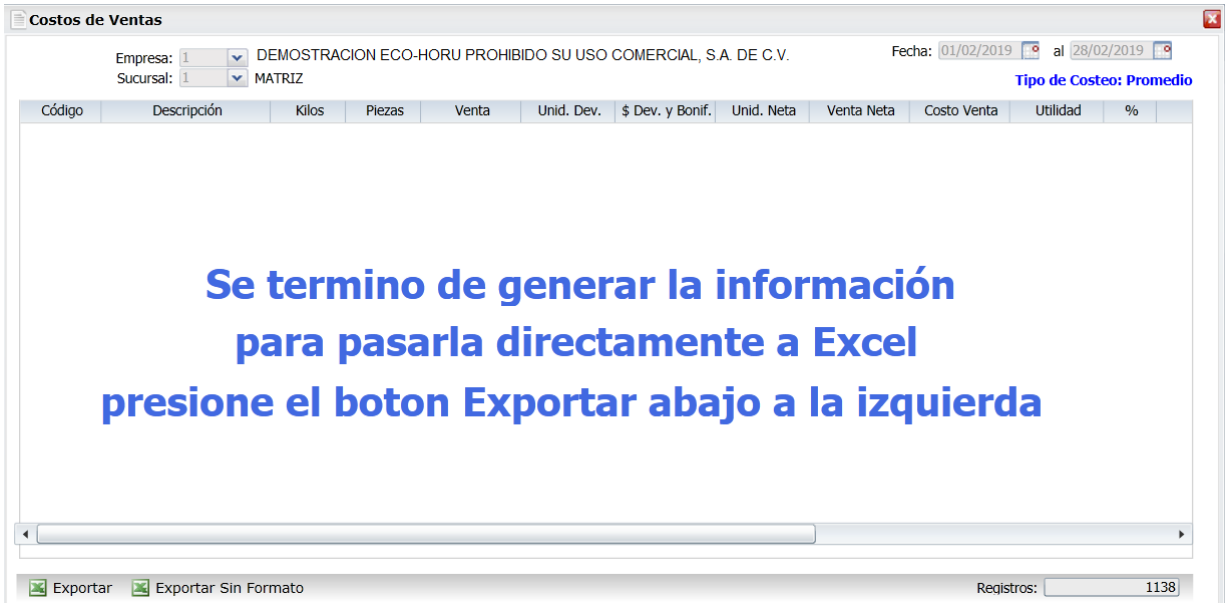 Costos de Ventas
Empresa: 1 DEMOSTRACION ECO-HORU PROHIBIDO SU USO COMERCIAL, S.A. DE C.V. Fecha: 01/02/2019 al 28/02/2019
Sucursal: 1 MATRIZ Tipo de Costeo: Promedio
Código Descripción Kilos Piezas Venta Unid. Dev. $ Dev. y Bonif. Unid. Neta Venta Neta Costo Venta Utilidad %
Se termino de generar la información
para pasarla directamente a Excel
presione el boton Exportar abajo a la izquierda
Exportar Exportar Sin Formato Registros: 1138